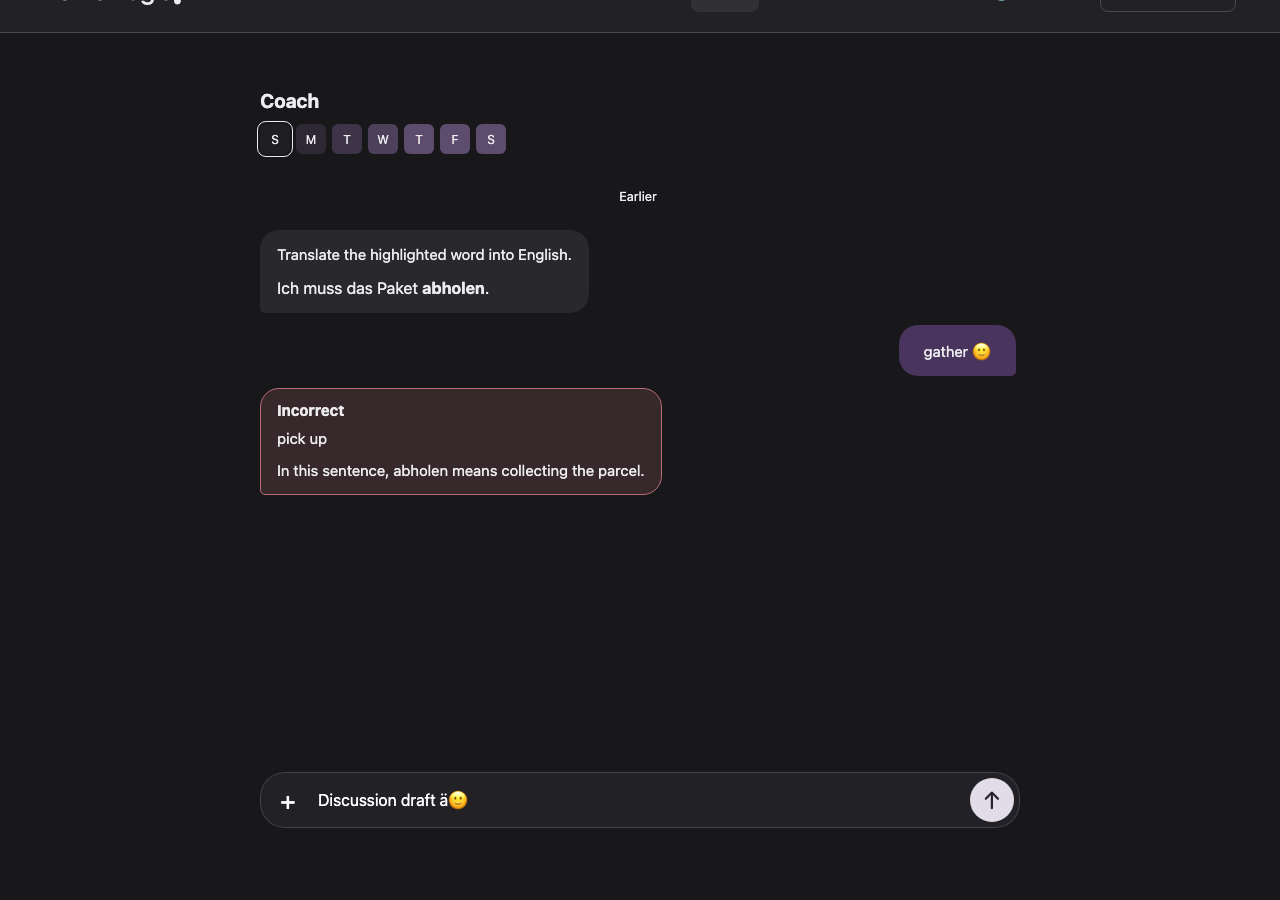 Coach
S M T W T F S
Earlier
Translate the highlighted word into English.
Ich muss das Paket abholen.
gather 🙂
Incorrect
pick up
In this sentence, abholen means collecting the parcel.
+ Discussion draft ä🙂